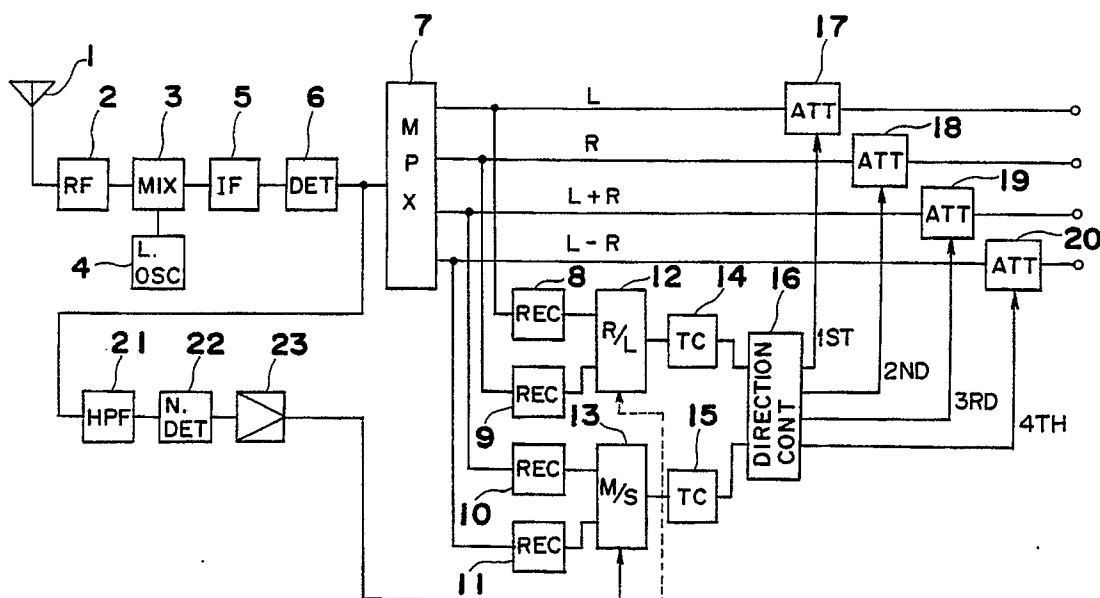 7
17
1
2
3
5
6
L
ATT
M
P
X
R
18
ATT
RF
MIX
IF
DET
L+R
19
ATT
L-R
20
ATT
4
L.
OSC
8
12
14
16
REC
R/L
TC
1ST
21
22
23
2ND
HPF
N.
DET
REC
9
13
15
DIRECTION
CONT
3RD
4TH
REC
10
M/S
TC
REC
11